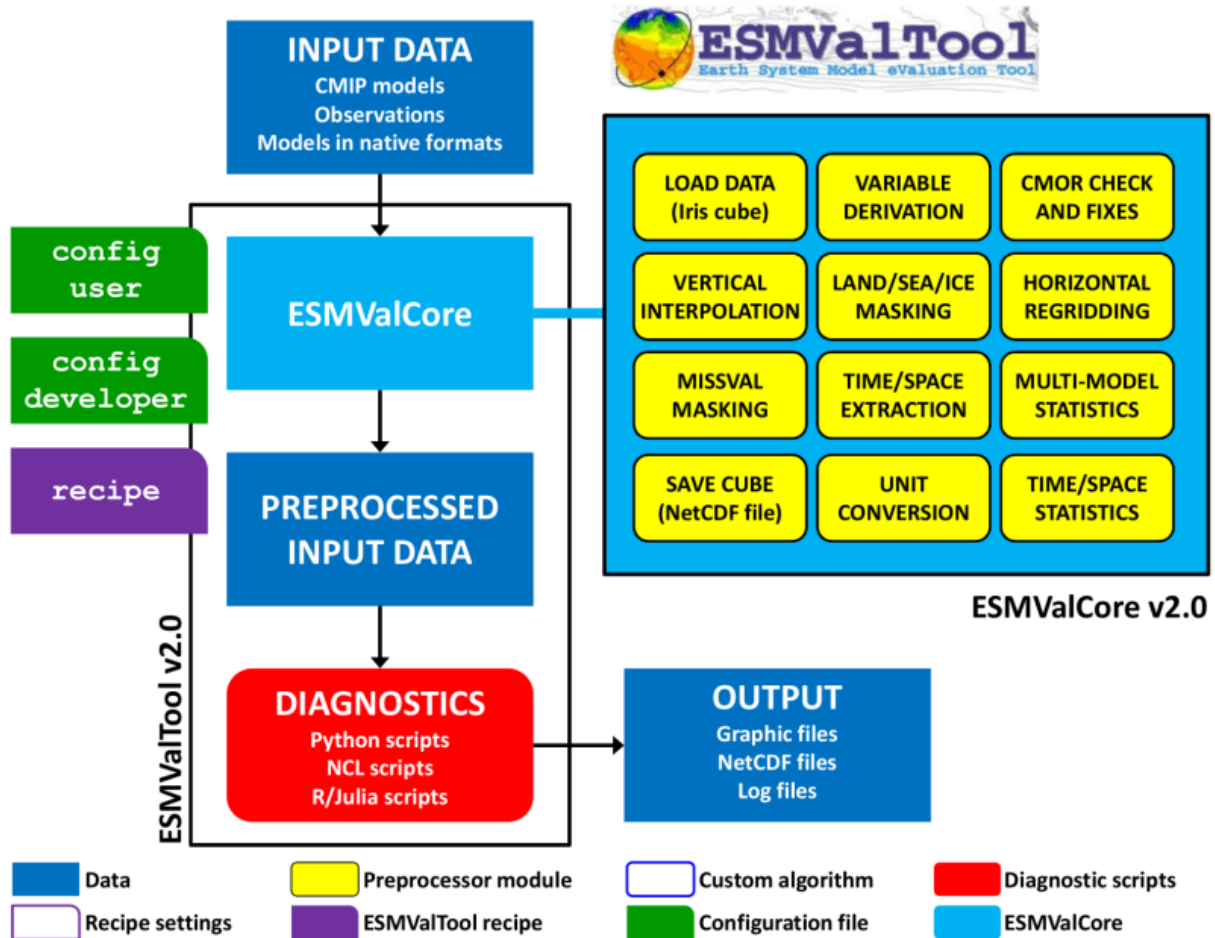 INPUT DATA
CMIP models
Observations
Models in native formats
ESMValTool
Earth System Model eValuation Tool
config
user
config
developer
recipe
ESMValCore
PREPROCESSED
INPUT DATA
DIAGNOSTICS
Python scripts
NCL scripts
R/Julia scripts
ESMValTool v2.0
LOAD DATA
(Iris cube)
VARIABLE
DERIVATION
CMOR CHECK
AND FIXES
VERTICAL
INTERPOLATION
LAND/SEA/ICE
MASKING
HORIZONTAL
REGRIDDING
MISSVAL
MASKING
TIME/SPACE
EXTRACTION
MULTI-MODEL
STATISTICS
SAVE CUBE
(NetCDF file)
UNIT
CONVERSION
TIME/SPACE
STATISTICS
ESMValCore v2.0
OUTPUT
Graphic files
NetCDF files
Log files
Data
Preprocessor module
Custom algorithm
Diagnostic scripts
Recipe settings
ESMValTool recipe
Configuration file
ESMValCore